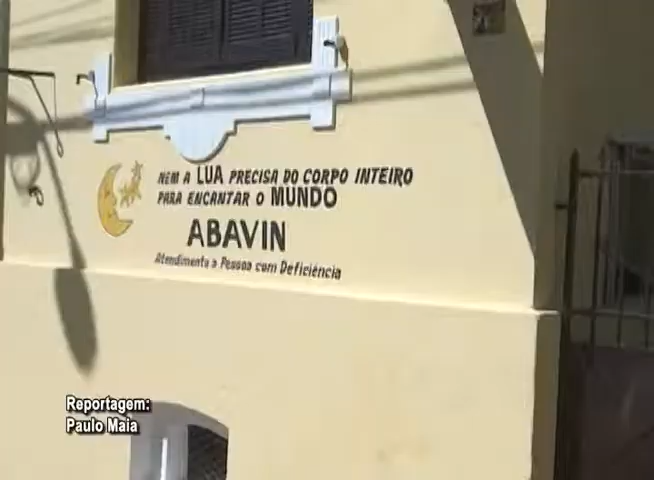 NEM A LUA PRECISA DO CORPO INTEIRO
PARA ENCANTAR O MUNDO
ABAVIN
Atendimento a Pessoa com Deficiência
Reportagem:
Paulo Maia